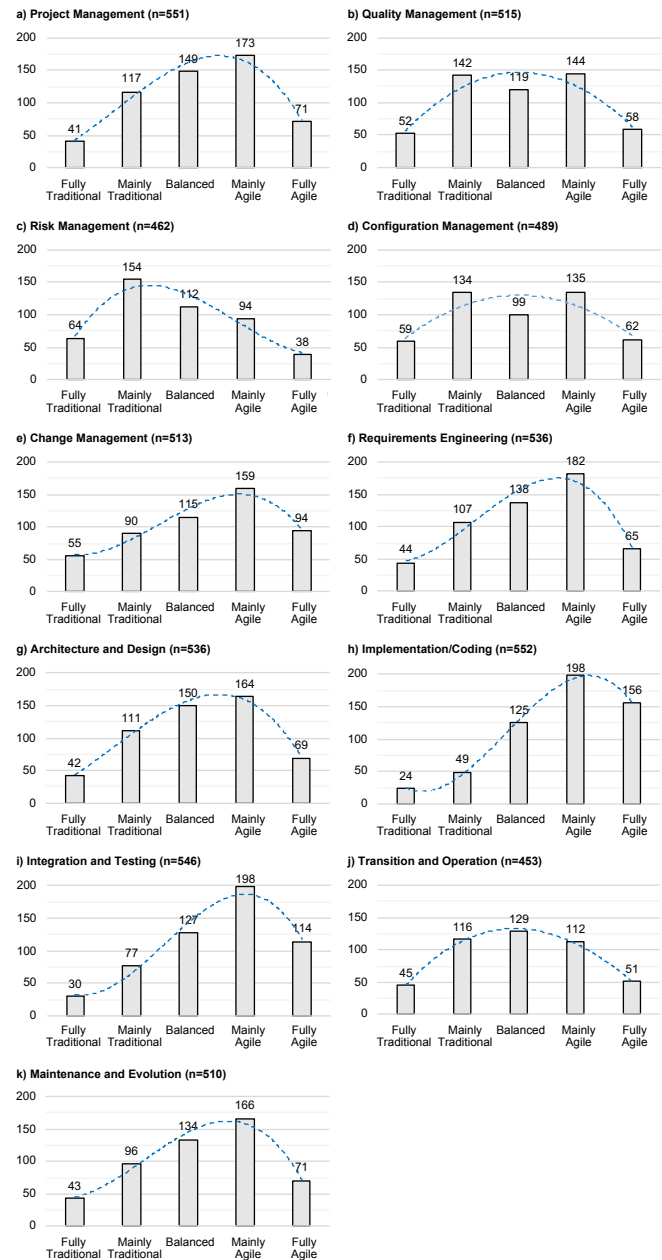 a) Project Management (n=551)
200
150
100
50
0
41
117
149
173
71
Fully Traditional
Mainly Traditional
Balanced
Mainly Agile
Fully Agile
b) Quality Management (n=515)
200
150
100
50
0
52
142
119
144
58
Fully Traditional
Mainly Traditional
Balanced
Mainly Agile
Fully Agile
c) Risk Management (n=462)
200
150
100
50
0
64
154
112
94
38
Fully Traditional
Mainly Traditional
Balanced
Mainly Agile
Fully Agile
d) Configuration Management (n=489)
200
150
100
50
0
59
134
99
135
62
Fully Traditional
Mainly Traditional
Balanced
Mainly Agile
Fully Agile
e) Change Management (n=513)
200
150
100
50
0
55
90
115
159
94
Fully Traditional
Mainly Traditional
Balanced
Mainly Agile
Fully Agile
f) Requirements Engineering (n=536)
200
150
100
50
0
44
107
138
182
65
Fully Traditional
Mainly Traditional
Balanced
Mainly Agile
Fully Agile
g) Architecture and Design (n=536)
200
150
100
50
0
42
111
150
164
69
Fully Traditional
Mainly Traditional
Balanced
Mainly Agile
Fully Agile
h) Implementation/Coding (n=552)
200
150
100
50
0
24
49
125
198
156
Fully Traditional
Mainly Traditional
Balanced
Mainly Agile
Fully Agile
i) Integration and Testing (n=546)
200
150
100
50
0
30
77
127
198
114
Fully Traditional
Mainly Traditional
Balanced
Mainly Agile
Fully Agile
j) Transition and Operation (n=453)
200
150
100
50
0
45
116
129
112
51
Fully Traditional
Mainly Traditional
Balanced
Mainly Agile
Fully Agile
k) Maintenance and Evolution (n=510)
200
150
100
50
0
43
96
134
166
71
Fully Traditional
Mainly Traditional
Balanced
Mainly Agile
Fully Agile